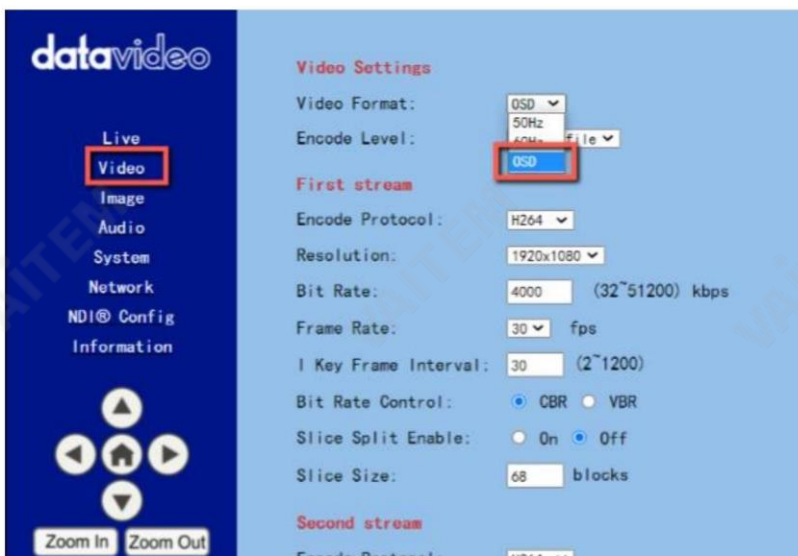 datavideo
Live
Video
Image
Audio
System
Network
NDI® Config
Information
Zoom In Zoom Out
Video Settings
Video Format: OSD
50Hz
60Hz
OSD
Encode Level: file
First stream
Encode Protocol: H264
Resolution: 1920x1080
Bit Rate: 4000 (32~51200) kbps
Frame Rate: 30 fps
I Key Frame Interval: 30 (2~1200)
Bit Rate Control: CBR VBR
Slice Split Enable: On Off
Slice Size: 68 blocks
Second stream